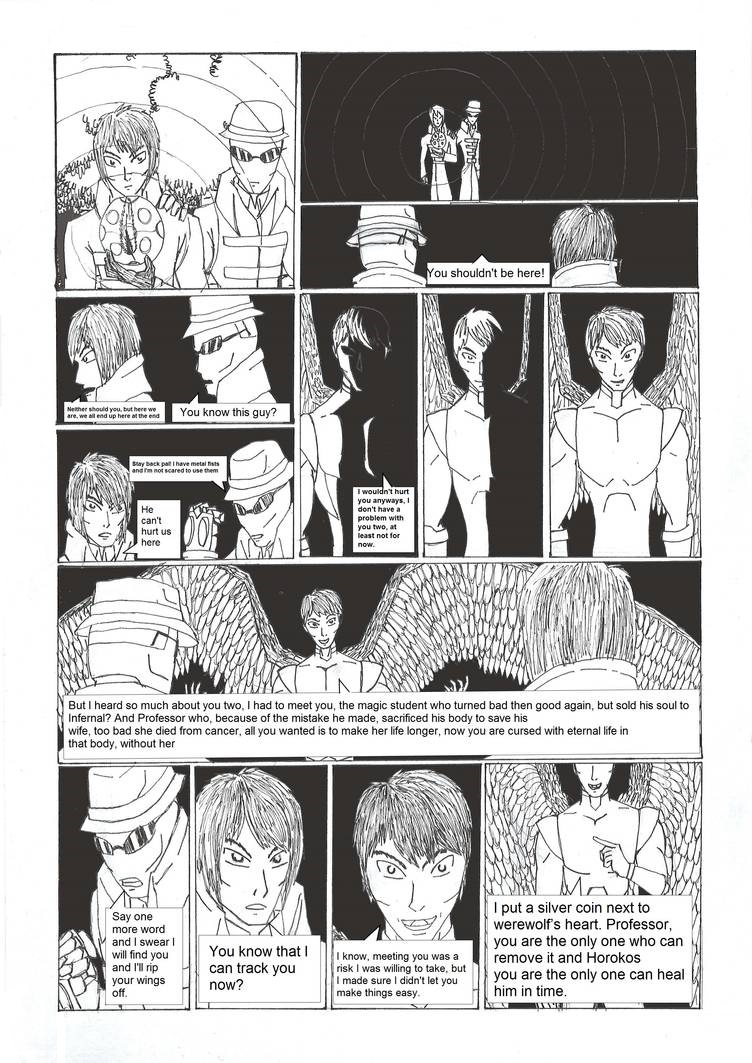 You shouldn't be here!
Neither should you, but here we
are, we all end up here at the end
You know this guy?
Stay back pal! I have metal fists
and I'm not scared to use them
He
can't
hurt us
here
I wouldn't hurt
you anyways, I
don't have a
problem with
you two, at
least not for
now.
But I heard so much about you two, I had to meet you, the magic student who turned bad then good again, but sold his soul to
Infernal? And Professor who, because of the mistake he made, sacrificed his body to save his
wife, too bad she died from cancer, all you wanted is to make her life longer, now you are cursed with eternal life in
that body, without her
Say one
more word
and I swear I
will find you
and I'll rip
your wings
off.
You know that I
can track you
now?
I know, meeting you was a
risk I was willing to take, but
I made sure I didn't let you
make things easy.
I put a silver coin next to
werewolf's heart. Professor,
you are the only one who can
remove it and Horokos
you are the only one can heal
him in time.